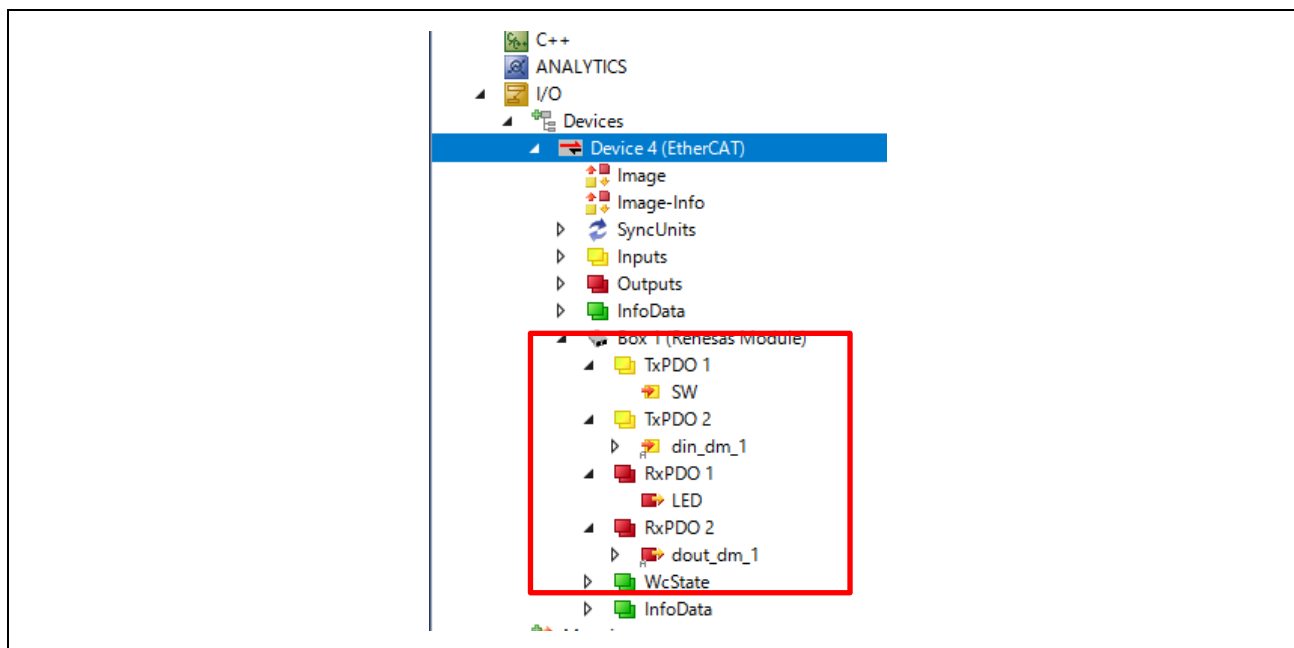 C++
ANALYTICS
I/O
Devices
Device 4 (EtherCAT)
Image
Image-Info
SyncUnits
Inputs
Outputs
InfoData
Box 1 (Renesas Module)
TxPDO 1
SW
TxPDO 2
din_dm_1
RxPDO 1
LED
RxPDO 2
dout_dm_1
WcState
InfoData